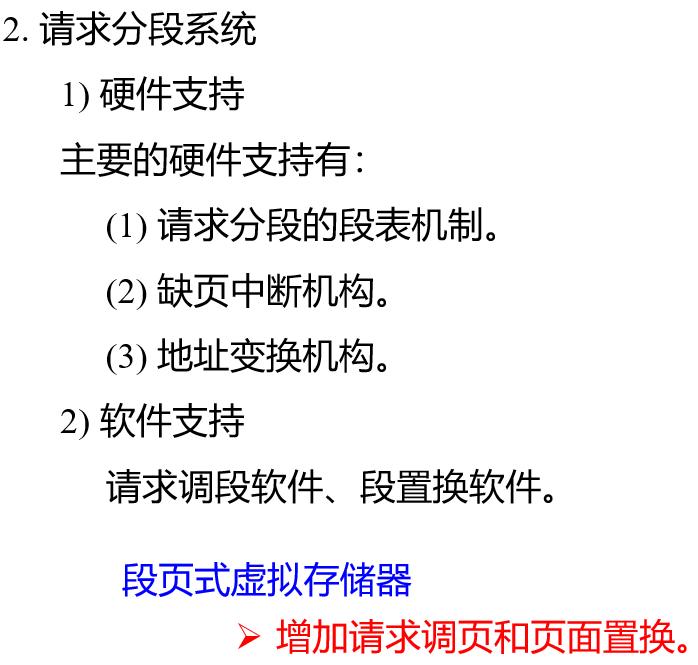 2. 请求分段系统
1) 硬件支持
主要的硬件支持有：
(1) 请求分段的段表机制。
(2) 缺页中断机构。
(3) 地址变换机构。
2) 软件支持
请求调段软件、段置换软件。
段页式虚拟存储器
➢ 增加请求调页和页面置换。